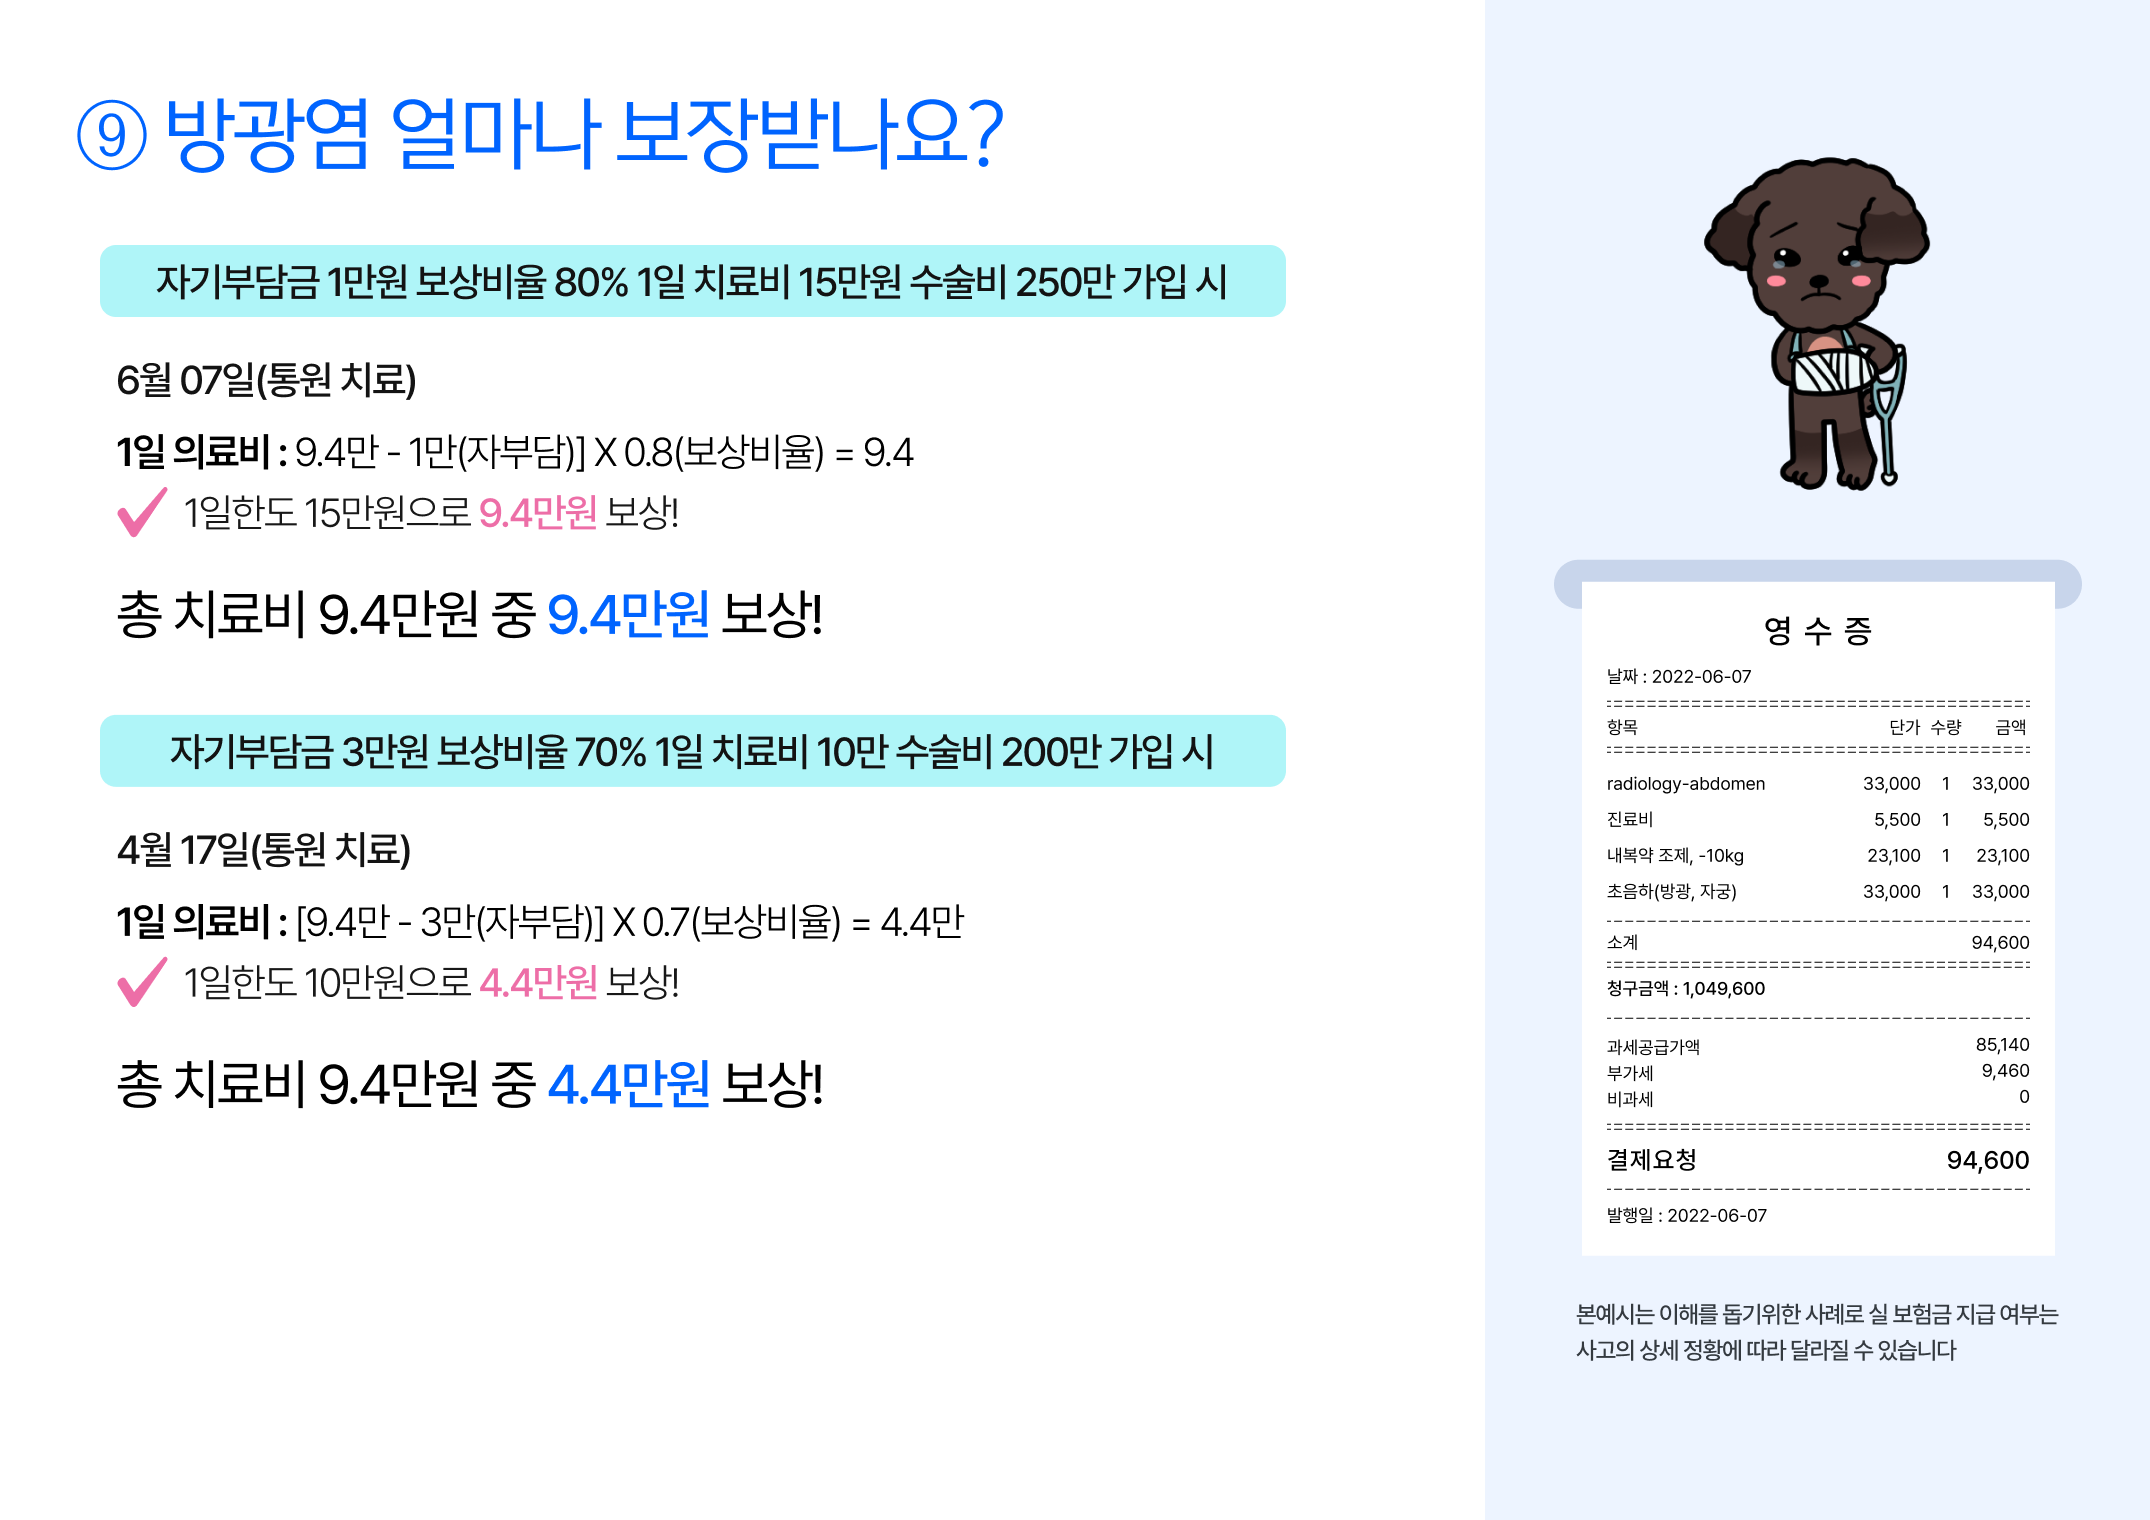 ⑨ 방광염 얼마나 보장받나요?
자기부담금 1만원 보상비율 80% 1일 치료비 15만원 수술비 250만 가입 시
6월 07일(통원 치료)
1일 의료비 : 9.4만 - 1만(자부담)] X 0.8(보상비율) = 9.4
1일한도 15만원으로 9.4만원 보상!
총 치료비 9.4만원 중 9.4만원 보상!
자기부담금 3만원 보상비율 70% 1일 치료비 10만 수술비 200만 가입 시
4월 17일(통원 치료)
1일 의료비 : [9.4만 - 3만(자부담)] X 0.7(보상비율) = 4.4만
1일한도 10만원으로 4.4만원 보상!
총 치료비 9.4만원 중 4.4만원 보상!
영 수 증
날짜 : 2022-06-07
항목 단가 수량 금액
radiology-abdomen 33,000 1 33,000
진료비 5,500 1 5,500
내복약 조제, -10kg 23,100 1 23,100
초음하(방광, 자궁) 33,000 1 33,000
소계 94,600
청구금액 : 1,049,600
과세공급가액 85,140
부가세 9,460
비과세 0
결제요청 94,600
발행일 : 2022-06-07
본예시는 이해를 돕기위한 사례로 실 보험금 지급 여부는
사고의 상세 정황에 따라 달라질 수 있습니다